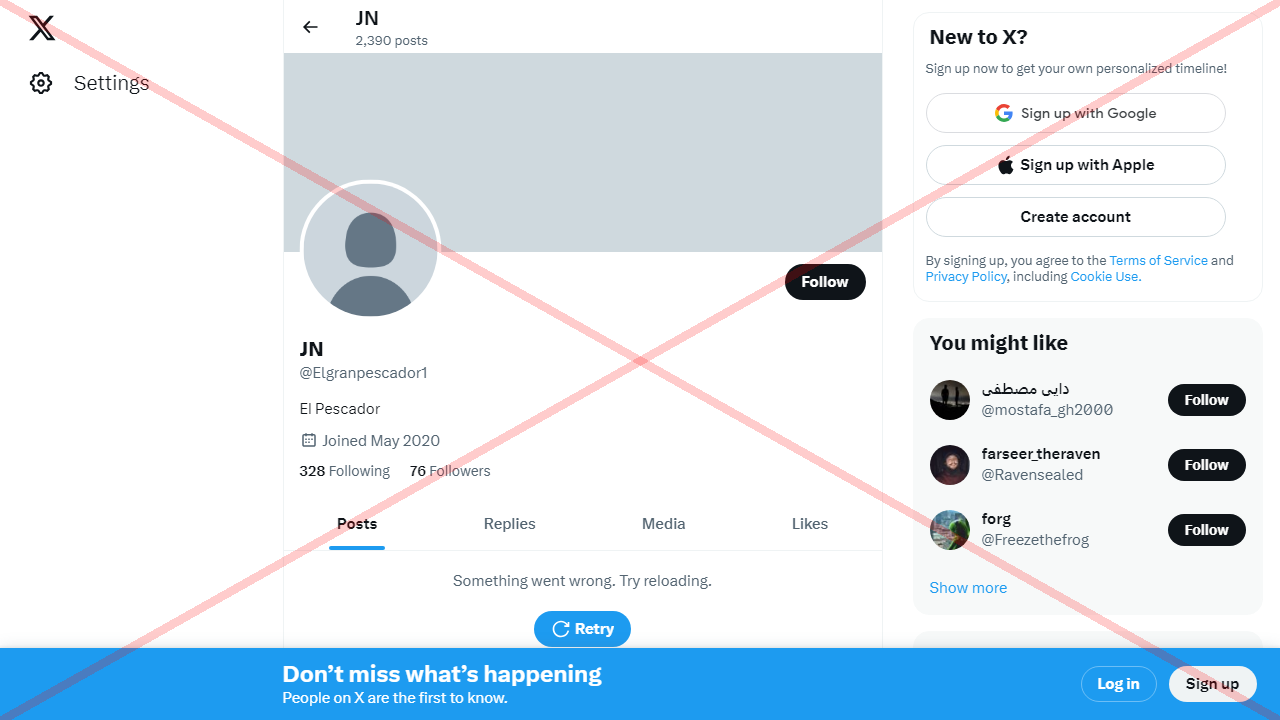 Settings
JN
2,390 posts
Follow
JN
@Elgranpescador1
El Pescador
Joined May 2020
328 Following 76 Followers
Posts Replies Media Likes
Something went wrong. Try reloading.
Retry
New to X?
Sign up now to get your own personalized timeline!
Sign up with Google
Sign up with Apple
Create account
By signing up, you agree to the Terms of Service and
Privacy Policy, including Cookie Use.
You might like
دایی مصطفی
@mostafa_gh2000
Follow
farseer_theraven
@Ravensealed
Follow
forg
@Freezethefrog
Follow
Show more
Don’t miss what’s happening
People on X are the first to know.
Log in
Sign up